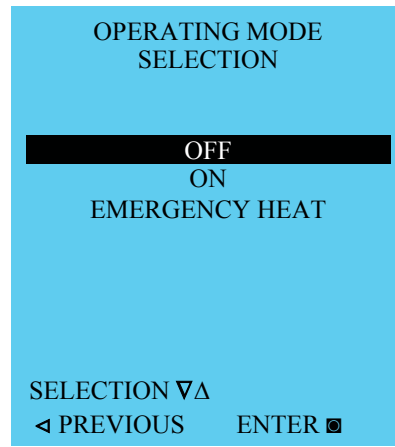 OPERATING MODE
SELECTION
OFF
ON
EMERGENCY HEAT
SELECTION ∇Δ
⊲ PREVIOUS ENTER ◙